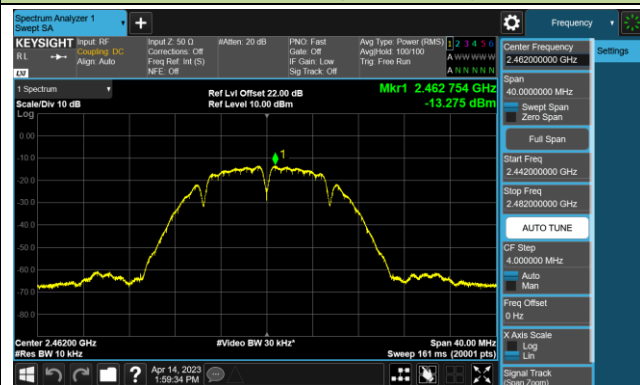 Spectrum Analyzer 1
Swept SA
Frequency
KEYSIGHT
RL
LXI
Input: RF
Coupling: DC
Align: Auto
Input Z: 50 Ω
Corrections: Off
Freq Ref: Int (S)
NFE: Off
#Atten: 20 dB
PNO: Fast
Gate: Off
IF Gain: Low
Sig Track: Off
Avg Type: Power (RMS)
Avg|Hold: 100/100
Trig: Free Run
1 2 3 4 5 6
A W W W W W
A N N N N N
1 Spectrum
Scale/Div 10 dB
Log
Ref Lvl Offset 22.00 dB
Ref Level 10.00 dBm
Mkr1 2.462 754 GHz
-13.275 dBm
1
0.00
-10.0
-20.0
-30.0
-40.0
-50.0
-60.0
-70.0
-80.0
Center 2.46200 GHz
#Res BW 10 kHz
#Video BW 30 kHz*
Span 40.00 MHz
Sweep 161 ms (20001 pts)
Apr 14, 2023
1:59:34 PM
Center Frequency
2.462000000 GHz
Settings
Span
40.0000000 MHz
Swept Span
Zero Span
Full Span
Start Freq
2.442000000 GHz
Stop Freq
2.482000000 GHz
AUTO TUNE
CF Step
4.000000 MHz
Auto
Man
Freq Offset
0 Hz
X Axis Scale
Log
Lin
Signal Track
(Span Zoom)